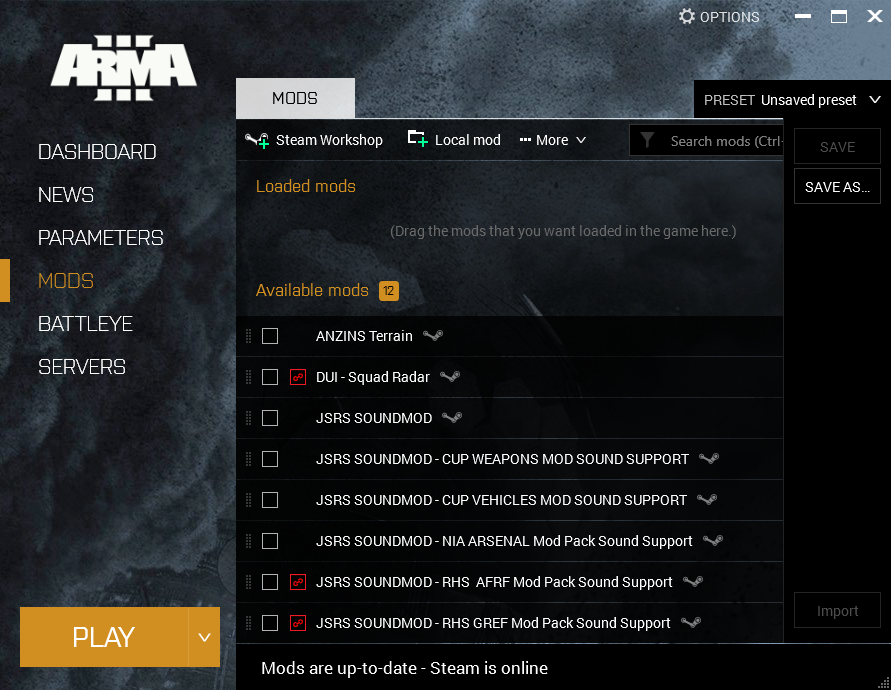 OPTIONS
ARMA III
MODS
PRESET Unsaved preset
DASHBOARD
NEWS
PARAMETERS
MODS
BATTLEYE
SERVERS
PLAY
Steam Workshop
Local mod
More
Search mods (Ctrl-
SAVE
SAVE AS...
Loaded mods
(Drag the mods that you want loaded in the game here.)
Available mods 12
ANZINS Terrain
DUI - Squad Radar
JSRS SOUNDMOD
JSRS SOUNDMOD - CUP WEAPONS MOD SOUND SUPPORT
JSRS SOUNDMOD - CUP VEHICLES MOD SOUND SUPPORT
JSRS SOUNDMOD - NIA ARSENAL Mod Pack Sound Support
JSRS SOUNDMOD - RHS  AFRF Mod Pack Sound Support
JSRS SOUNDMOD - RHS GREF Mod Pack Sound Support
Import
Mods are up-to-date - Steam is online